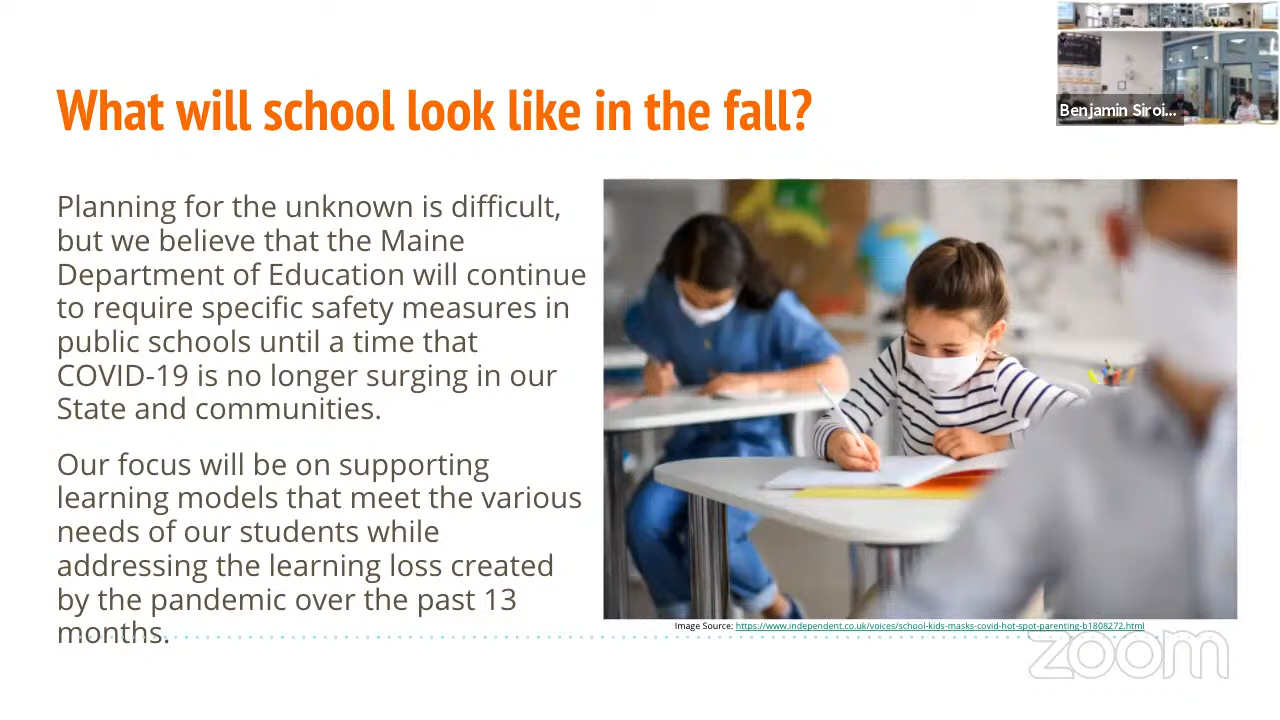 What will school look like in the fall?
Benjamin Siroi...
Planning for the unknown is difficult,
but we believe that the Maine
Department of Education will continue
to require specific safety measures in
public schools until a time that
COVID-19 is no longer surging in our
State and communities.
Our focus will be on supporting
learning models that meet the various
needs of our students while
addressing the learning loss created
by the pandemic over the past 13
months.
Image Source: https://www.independent.co.uk/voices/school-kids-masks-covid-hot-spot-parenting-b1808272.html
zoom